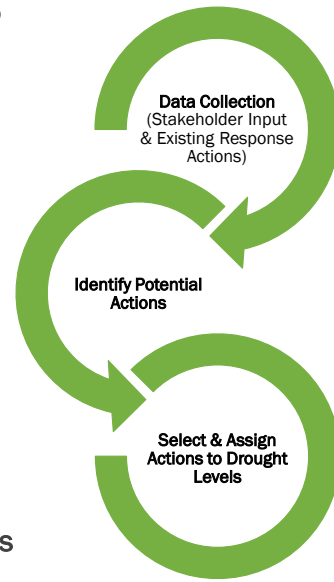 Data Collection
(Stakeholder Input
& Existing Response
Actions)
Identify Potential
Actions
Select & Assign
Actions to Drought
Levels
s